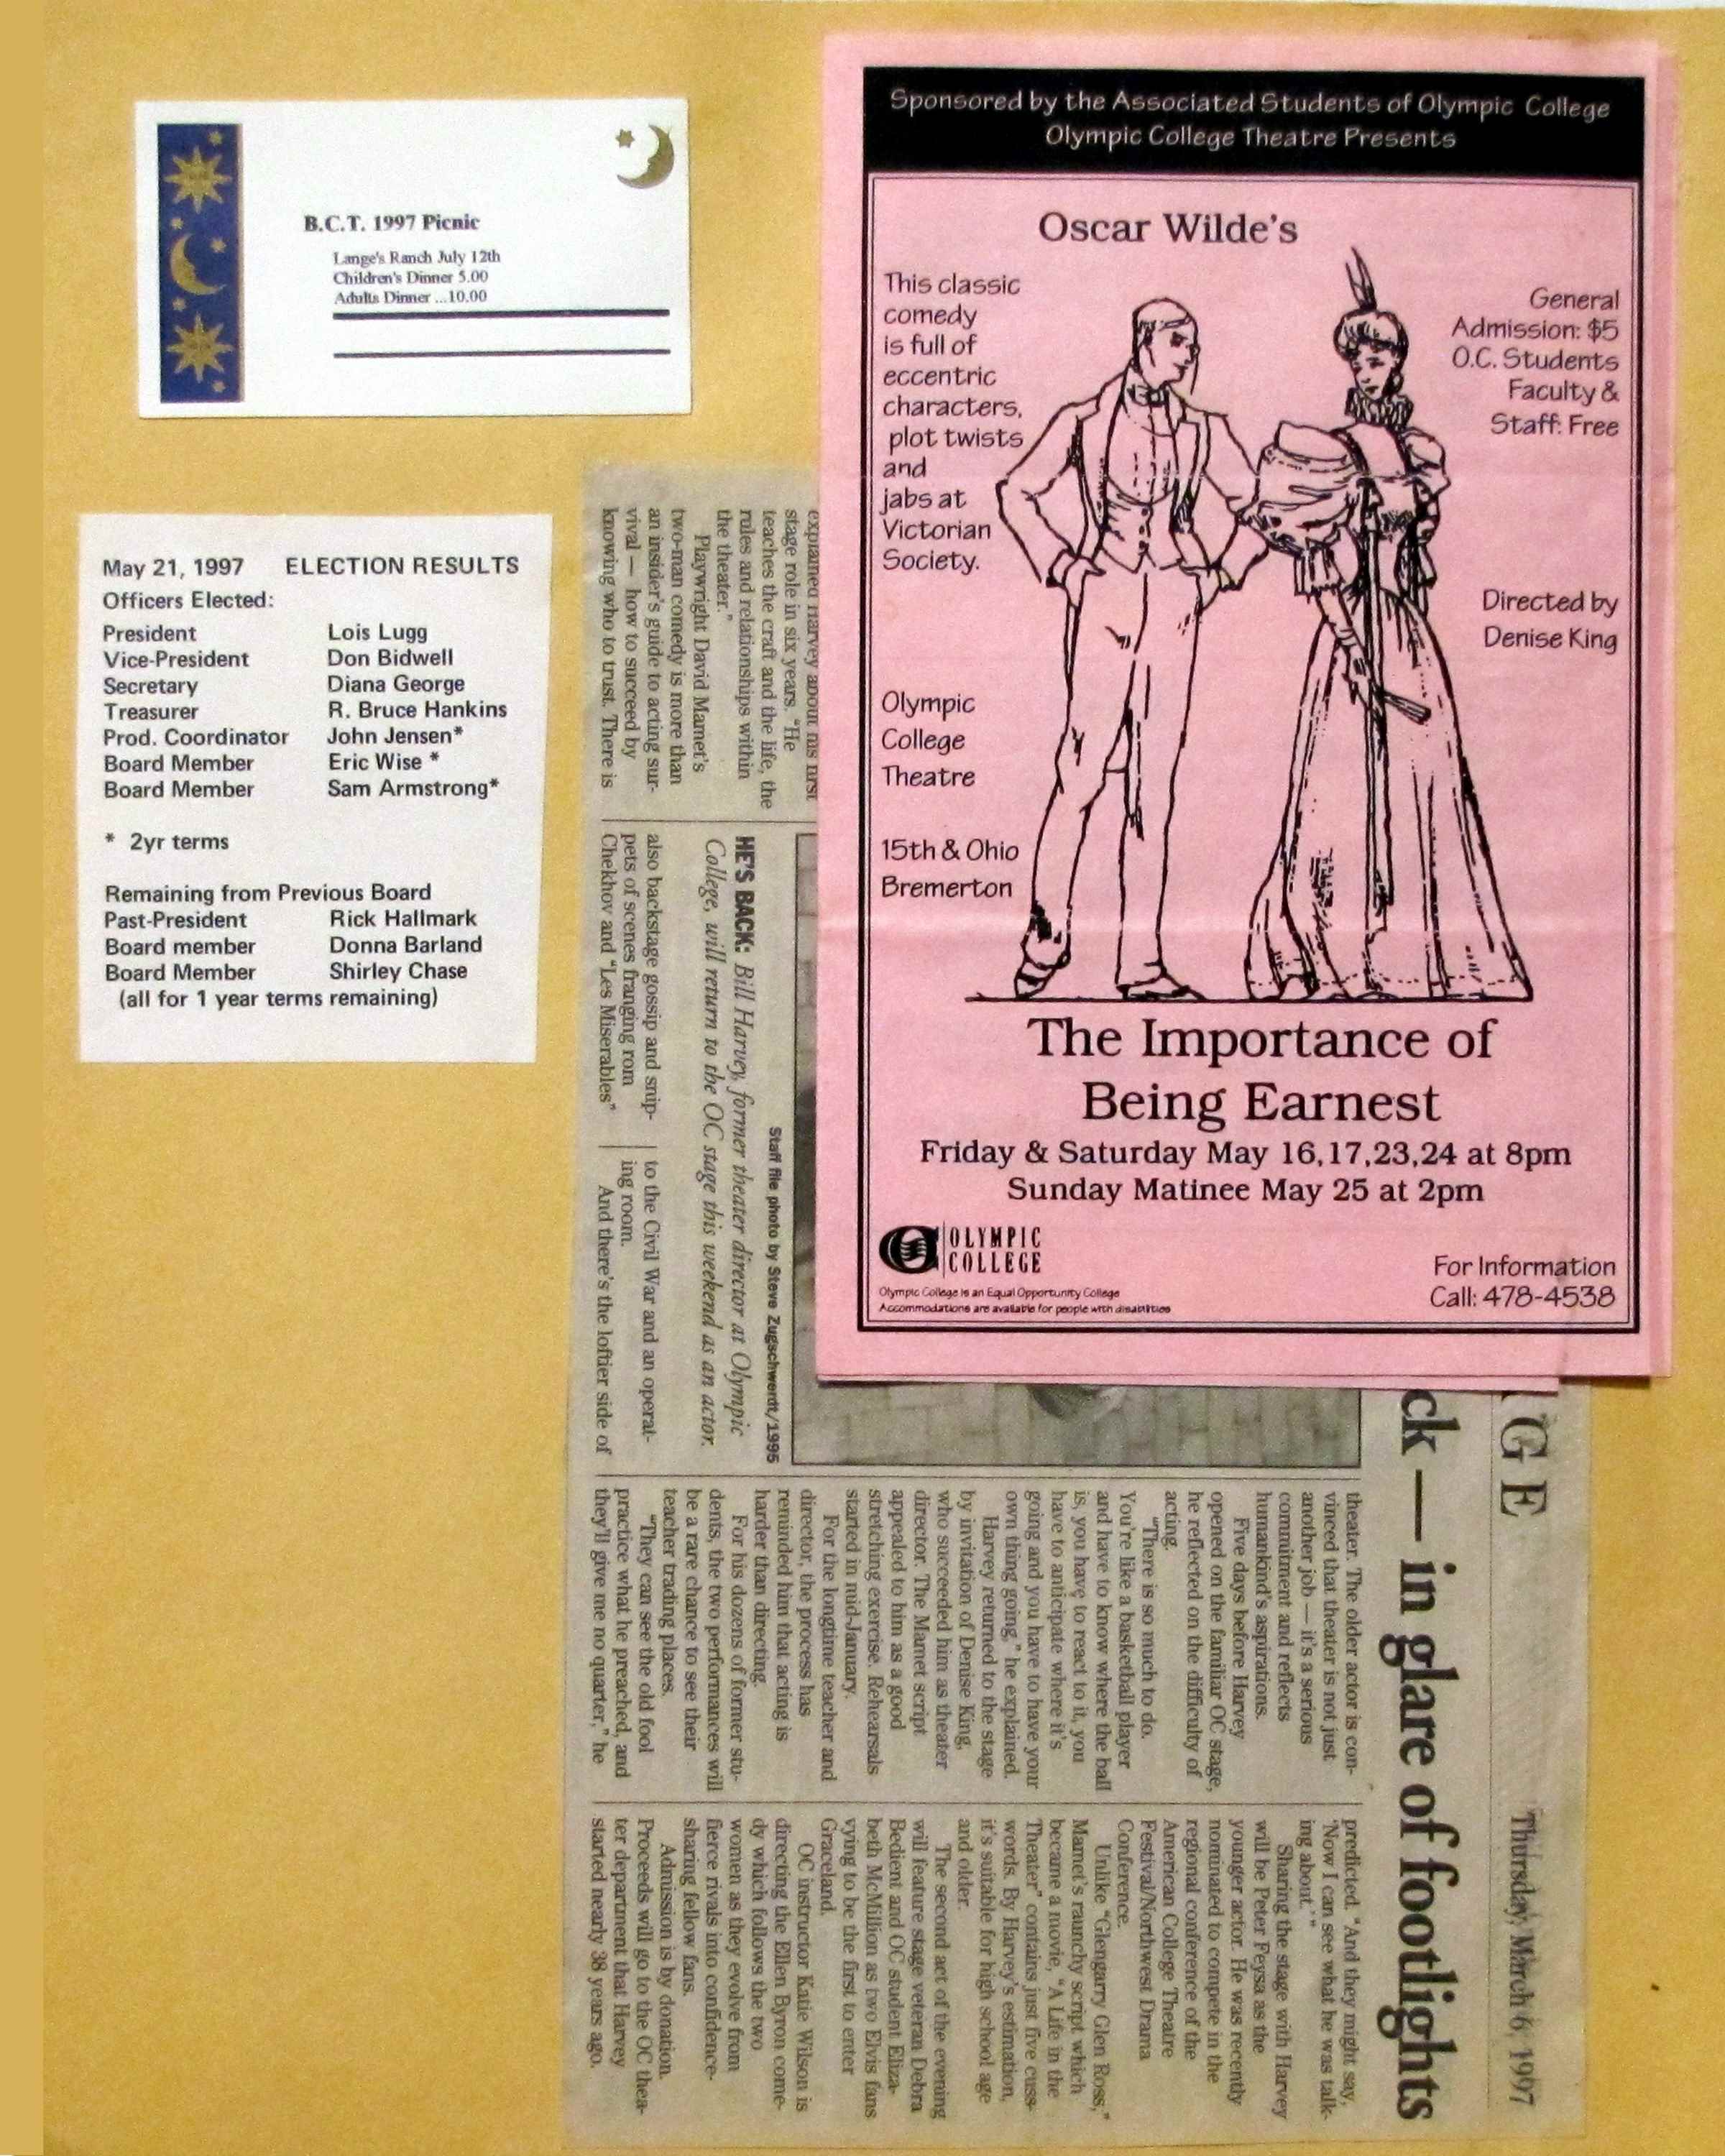 B.C.T. 1997 Picnic
Lange's Ranch July 12th
Children's Dinner 5.00
Adults Dinner ...10.00
May 21, 1997 ELECTION RESULTS
Officers Elected:
President Lois Lugg
Vice-President Don Bidwell
Secretary Diana George
Treasurer R. Bruce Hankins
Prod. Coordinator John Jensen*
Board Member Eric Wise *
Board Member Sam Armstrong*
* 2yr terms
Remaining from Previous Board
Past-President Rick Hallmark
Board member Donna Barland
Board Member Shirley Chase
(all for 1 year terms remaining)
Sponsored by the Associated Students of Olympic College
Olympic College Theatre Presents
Oscar Wilde's
This classic
comedy
is full of
eccentric
characters,
plot twists
and
jabs at
Victorian
Society.
General
Admission: $5
O.C. Students
Faculty &
Staff: Free
Directed by
Denise King
Olympic
College
Theatre
15th & Ohio
Bremerton
The Importance of
Being Earnest
Friday & Saturday May 16,17,23,24 at 8pm
Sunday Matinee May 25 at 2pm
OLYMPIC
COLLEGE
Olympic College is an Equal Opportunity College
Accommodations are available for people with disabilities
For Information
Call: 478-4538
GE
Thursday, March 6, 1997
ck — in glare of footlights
Staff file photo by Steve Zugschwerdt/1995
HE'S BACK: Bill Harvey, former theater director at Olympic
College, will return to the OC stage this weekend as an actor.
explained Harvey about his first
stage role in six years. "He
teaches the craft and the life, the
rules and relationships within
the theater."
Playwright David Mamet's
two-man comedy is more than
an insider's guide to acting sur-
vival — how to succeed by
knowing who to trust. There is
also backstage gossip and snip-
pets of scenes franging rom
Chekhov and "Les Miserables"
to the Civil War and an operat-
ing room.
And there's the loftier side of
theater. The older actor is con-
vinced that theater is not just
another job — it's a serious
commitment and reflects
humankind's aspirations.
Five days before Harvey
opened on the familiar OC stage,
he reflected on the difficulty of
acting.
"There is so much to do.
You're like a basketball player
and have to know where the ball
is, you have to react to it, you
have to anticipate where it's
going and you have to have your
own thing going," he explained.
Harvey returned to the stage
by invitation of Denise King,
who succeeded him as theater
director. The Mamet script
appealed to him as a good
stretching exercise. Rehearsals
started in mid-January.
For the longtime teacher and
director, the process has
reminded him that acting is
harder than directing.
For his dozens of former stu-
dents, the two performances will
be a rare chance to see their
teacher trading places.
"They can see the old fool
practice what he preached, and
they'll give me no quarter," he
predicted. "And they might say,
'Now I can see what he was talk-
ing about.'"
Sharing the stage with Harvey
will be Peter Peysa as the
younger actor. He was recently
nominated to compete in the
regional conference of the
American College Theatre
Festival/Northwest Drama
Conference.
Unlike "Glengarry Glen Ross,"
Mamet's raunchy script which
became a movie, "A Life in the
Theater" contains just five cuss-
words. By Harvey's estimation,
it's suitable for high school age
and older.
The second act of the evening
will feature stage veteran Debra
Bedient and OC student Eliza-
beth McMillion as two Elvis fans
vying to be the first to enter
Graceland.
OC instructor Katie Wilson is
directing the Ellen Byron come-
dy which follows the two
women as they evolve from
fierce rivals into confidence-
sharing fellow fans.
Admission is by donation.
Proceeds will go to the OC thea-
ter department that Harvey
started nearly 38 years ago.